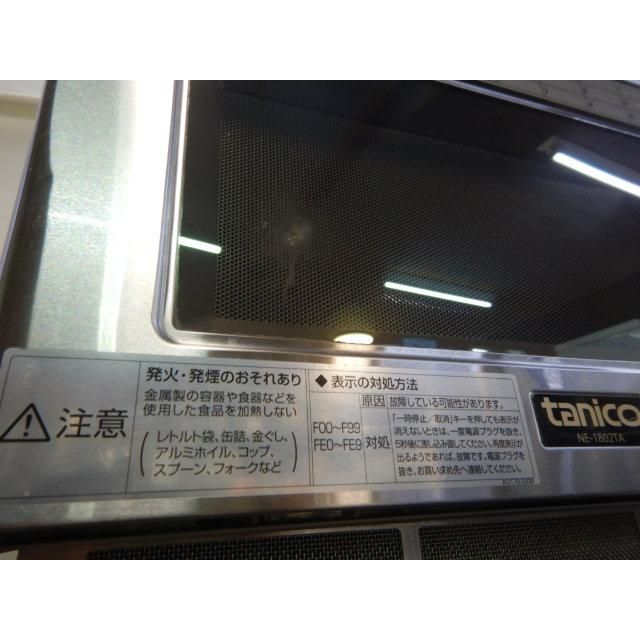 注意
発火・発煙のおそれあり
金属製の容器や食器などを
使用した食品を加熱しない
(レトルト袋、缶詰、金ぐし、
アルミホイル、コップ、
スプーン、フォークなど)
◆ 表示の対処方法
F00〜F99
FE0〜FE9
原因 故障している可能性があります。
対処 「一時停止/取消」キーを押しても表示が
消えないときは、一度電源プラグを抜き、
5秒後に差し込み直してください。再度表示が
出るようであれば、故障です。電源プラグを
抜き、お買い求め先へ連絡してください。
A0170-3J00
tanico
NE-1802TA